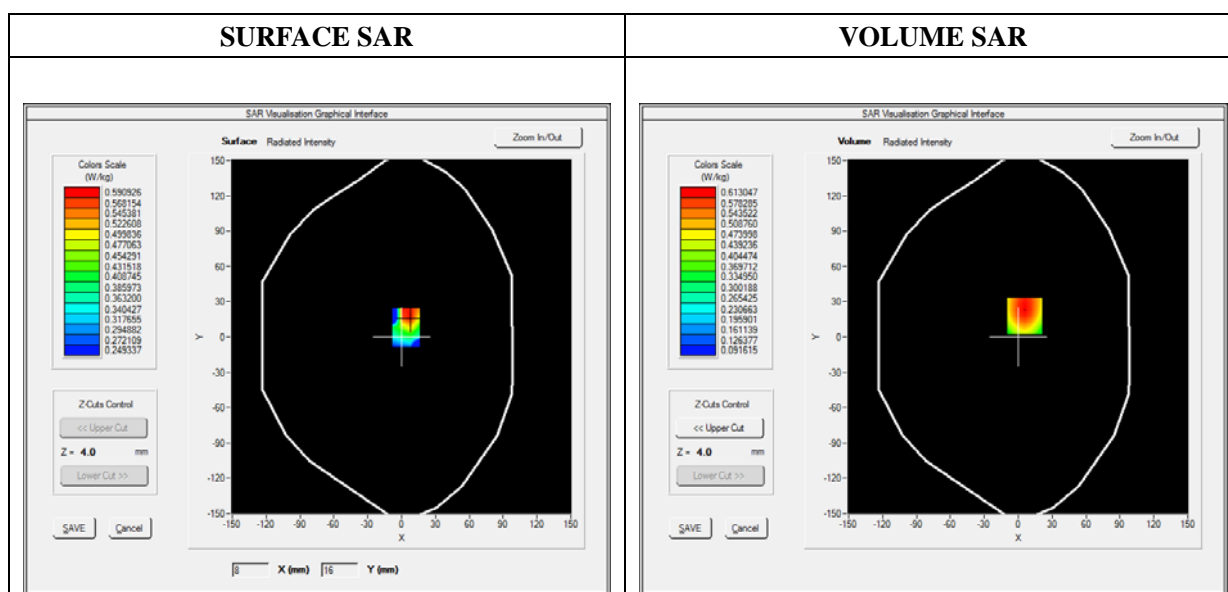 SURFACE SAR
SAR Visualisation Graphical Interface
Surface Radiated Intensity
Zoom In/Out
Colors Scale
(W/kg)
0.590926
0.568154
0.545381
0.522608
0.499836
0.477063
0.454291
0.431518
0.408745
0.385973
0.363200
0.340427
0.317655
0.294882
0.272109
0.249337
Z-Cuts Control
<< Upper Cut
Z = 4.0 mm
Lower Cut >>
SAVE Cancel
150
120
90
60
30
0
-30
-60
-90
-120
-150
Y
-150 -120 -90 -60 -30 0 30 60 90 120 150
X
8 X (mm) 16 Y (mm)
VOLUME SAR
SAR Visualisation Graphical Interface
Volume Radiated Intensity
Zoom In/Out
Colors Scale
(W/kg)
0.613047
0.578285
0.543522
0.508760
0.473998
0.439236
0.404474
0.369712
0.334950
0.300188
0.265425
0.230663
0.195901
0.161139
0.126377
0.091615
Z-Cuts Control
<< Upper Cut
Z = 4.0 mm
Lower Cut >>
SAVE Cancel
150
120
90
60
30
0
-30
-60
-90
-120
-150
Y
-150 -120 -90 -60 -30 0 30 60 90 120 150
X